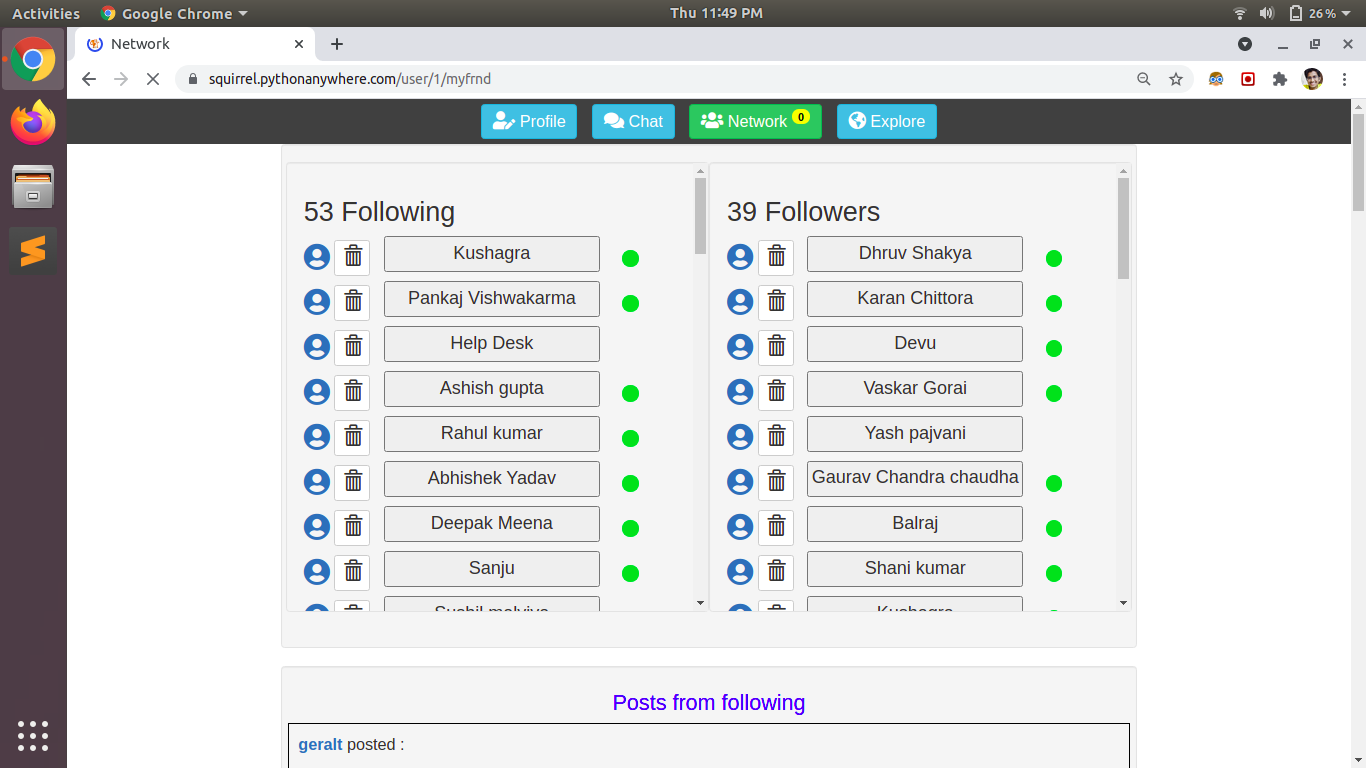 Activities Google Chrome Thu 11:49 PM 26%
Network
squirrel.pythonanywhere.com/user/1/myfrnd
Profile Chat Network 0 Explore
53 Following
Kushagra
Pankaj Vishwakarma
Help Desk
Ashish gupta
Rahul kumar
Abhishek Yadav
Deepak Meena
Sanju
Sushil malviya
39 Followers
Dhruv Shakya
Karan Chittora
Devu
Vaskar Gorai
Yash pajvani
Gaurav Chandra chaudha
Balraj
Shani kumar
Kushagra
Posts from following
geralt posted :